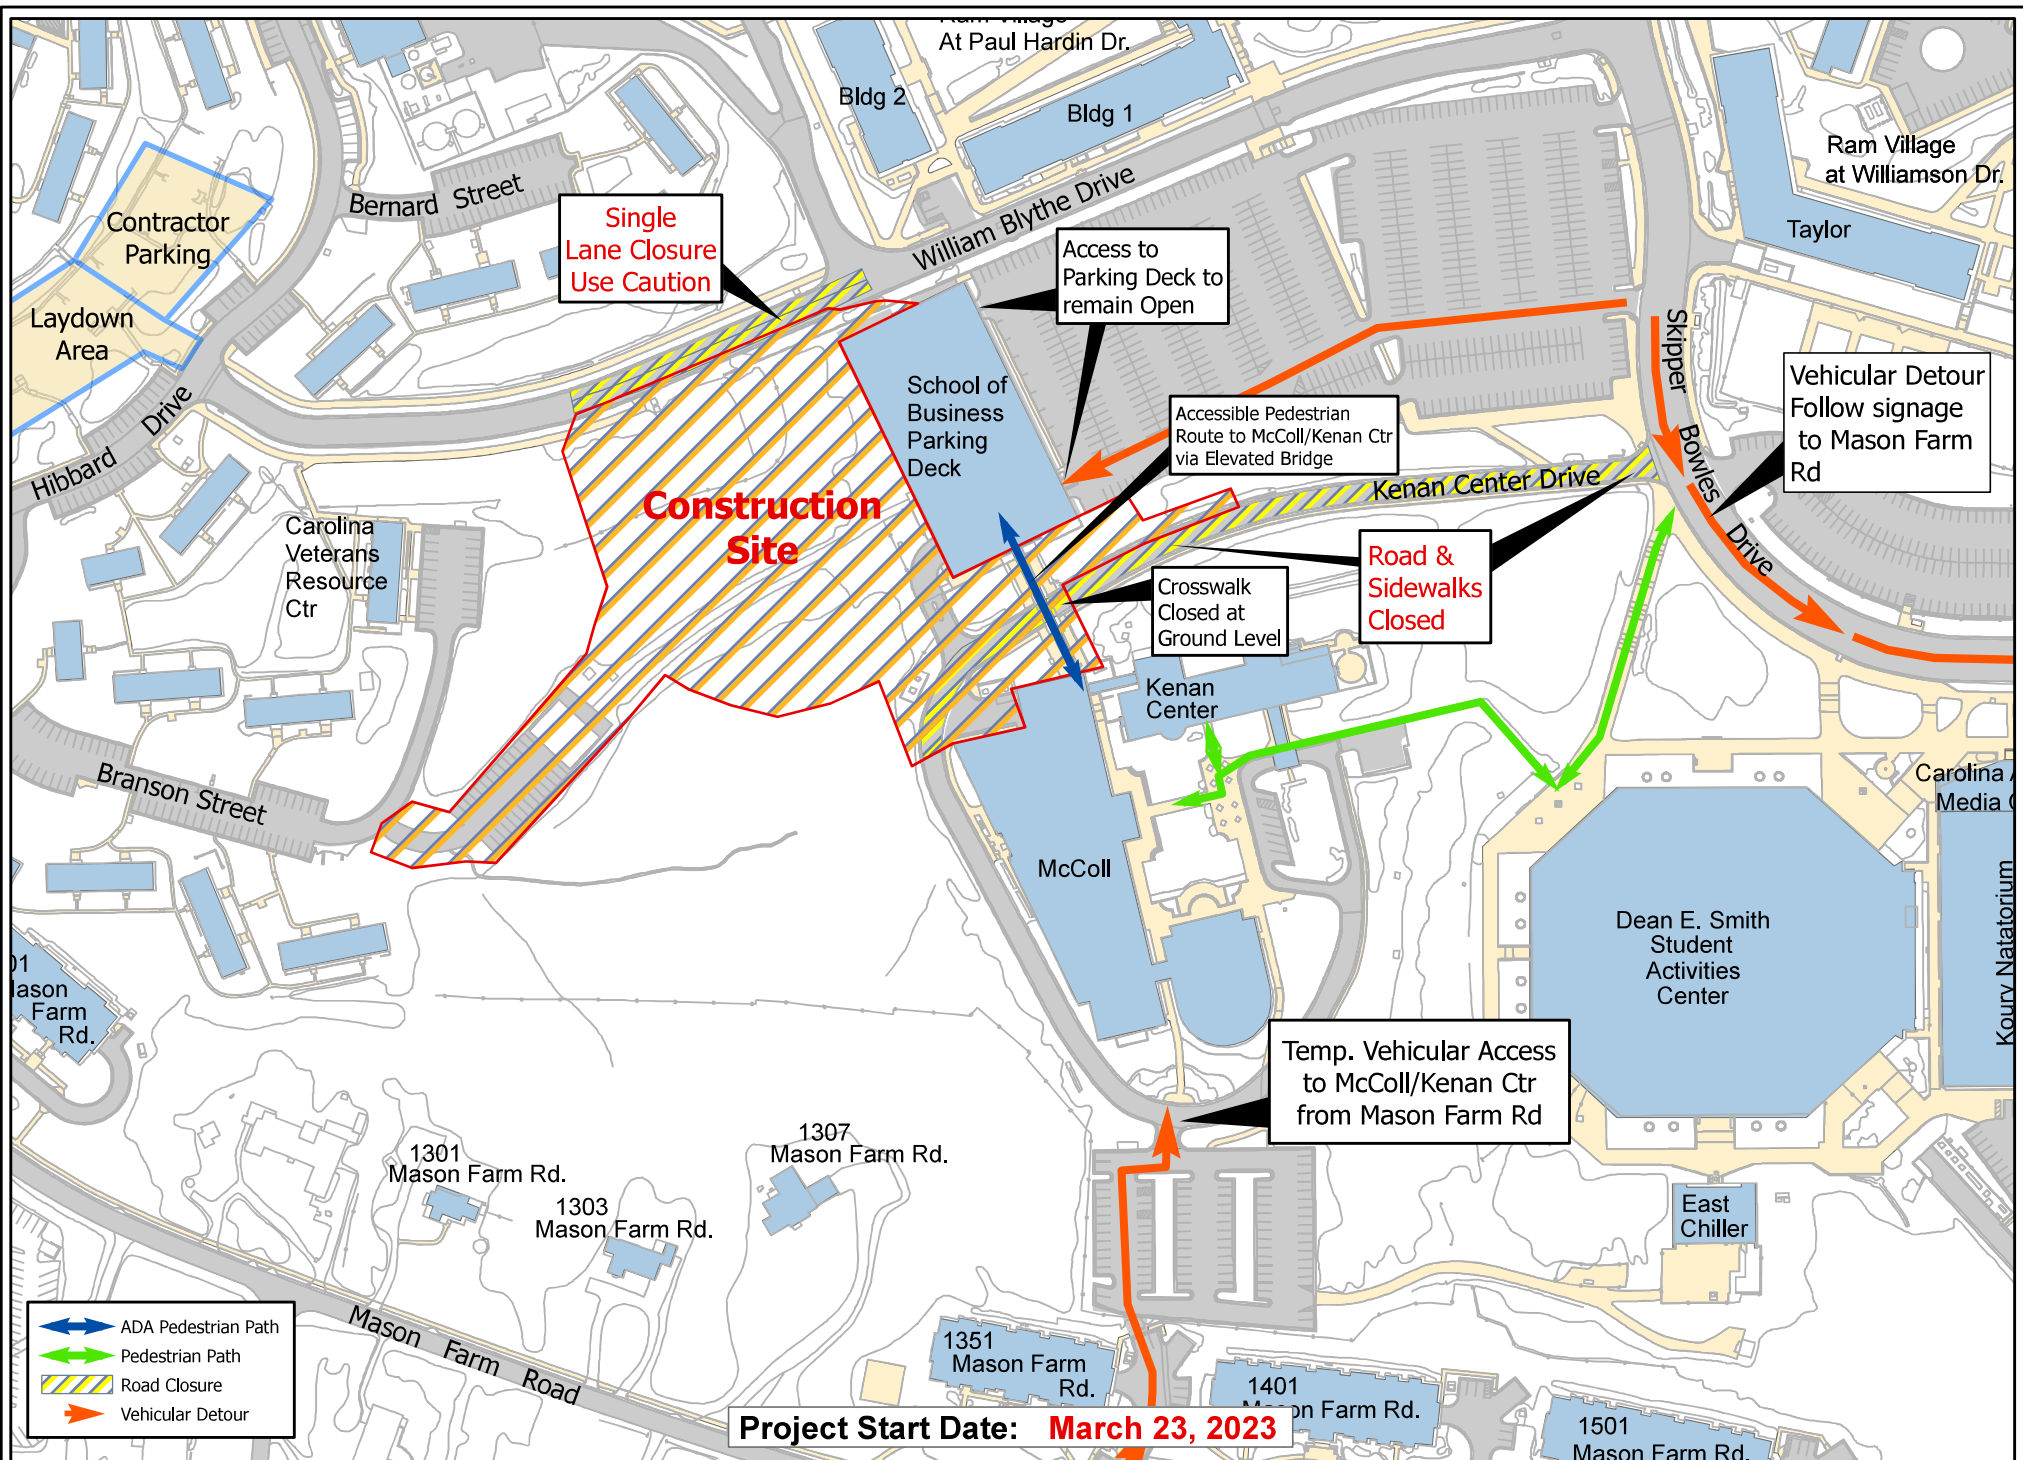 Ram Village
At Paul Hardin Dr.
Bldg 2
Bldg 1
Ram Village
at Williamson Dr.
Taylor
Contractor
Parking
Bernard Street
Single
Lane Closure
Use Caution
William Blythe Drive
Access to
Parking Deck to
remain Open
Laydown
Area
Skipper Bowles Drive
Vehicular Detour
Follow signage
to Mason Farm
Rd
School of
Business
Parking
Deck
Accessible Pedestrian
Route to McColl/Kenan Ctr
via Elevated Bridge
Hibbard Drive
Kenan Center Drive
Construction
Site
Carolina
Veterans
Resource
Ctr
Road &
Sidewalks
Closed
Crosswalk
Closed at
Ground Level
Kenan
Center
Branson Street
Carolina
Media
McColl
Dean E. Smith
Student
Activities
Center
Koury Natatorium
01
Farm
Rd.
Temp. Vehicular Access
to McColl/Kenan Ctr
from Mason Farm Rd
1301
Mason Farm Rd.
1307
Mason Farm Rd.
1303
Mason Farm Rd.
East
Chiller
Mason Farm Road
ADA Pedestrian Path
Pedestrian Path
Road Closure
Vehicular Detour
1351
Mason Farm
Rd.
1401
Mason Farm Rd.
1501
Mason Farm Rd.
Project Start Date: March 23, 2023